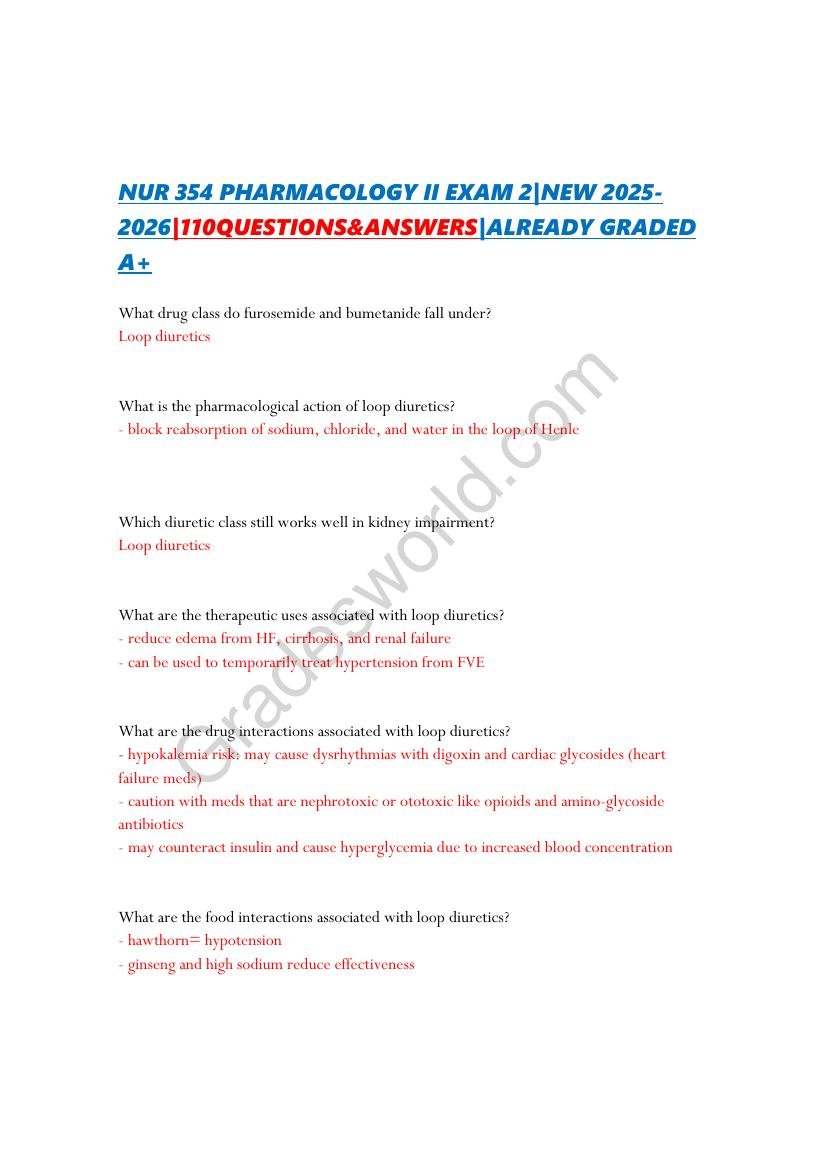 NUR 354 PHARMACOLOGY II EXAM 2|NEW 2025-
2026|110QUESTIONS&ANSWERS|ALREADY GRADED
A+
What drug class do furosemide and bumetanide fall under?
Loop diuretics
What is the pharmacological action of loop diuretics?
- block reabsorption of sodium, chloride, and water in the loop of Henle
Which diuretic class still works well in kidney impairment?
Loop diuretics
What are the therapeutic uses associated with loop diuretics?
- reduce edema from HF, cirrhosis, and renal failure
- can be used to temporarily treat hypertension from FVE
What are the drug interactions associated with loop diuretics?
- hypokalemia risk: may cause dysrhythmias with digoxin and cardiac glycosides (heart
failure meds)
- caution with meds that are nephrotoxic or ototoxic like opioids and amino-glycoside
antibiotics
- may counteract insulin and cause hyperglycemia due to increased blood concentration
What are the food interactions associated with loop diuretics?
- hawthorn= hypotension
- ginseng and high sodium reduce effectiveness
Gradesworld.com